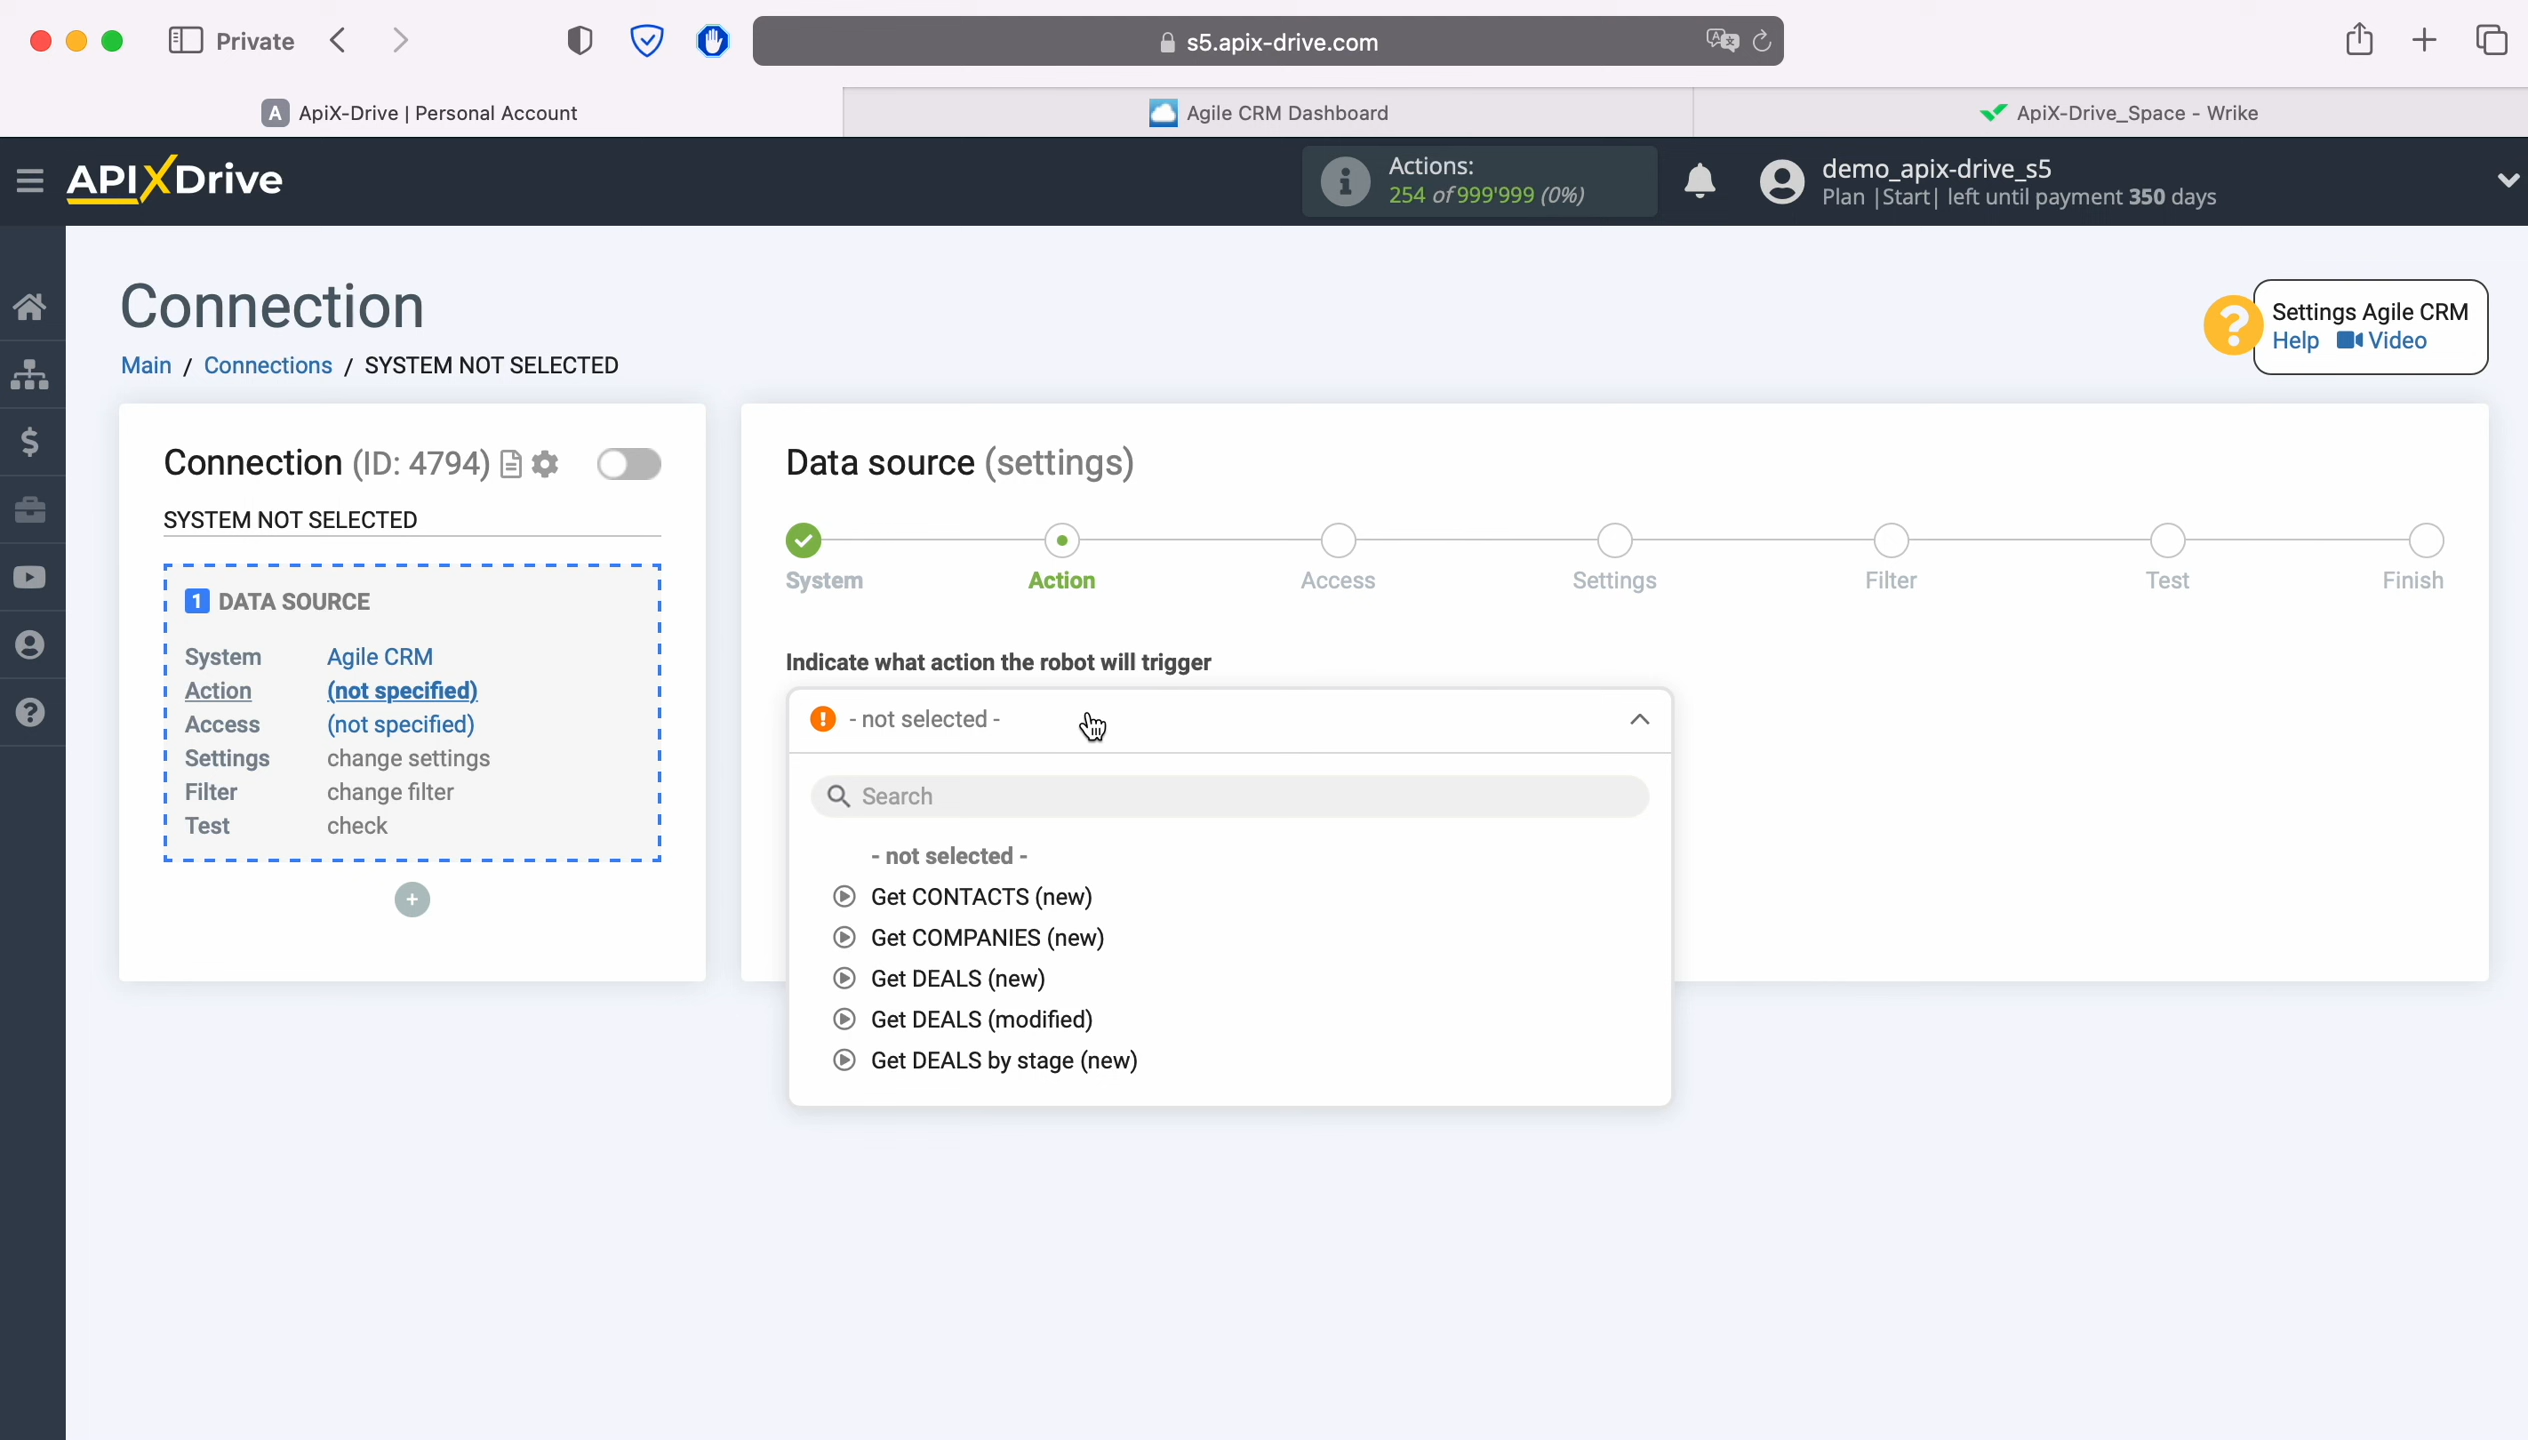 Private
s5.apix-drive.com
A ApiX-Drive | Personal Account
Agile CRM Dashboard
ApiX-Drive_Space - Wrike
APIXDrive
Actions:
254 of 999'999 (0%)
demo_apix-drive_s5
Plan |Start| left until payment 350 days
Connection
Main / Connections / SYSTEM NOT SELECTED
Settings Agile CRM
Help Video
Connection (ID: 4794)
SYSTEM NOT SELECTED
1 DATA SOURCE
System Agile CRM
Action (not specified)
Access (not specified)
Settings change settings
Filter change filter
Test check
Data source (settings)
System Action Access Settings Filter Test Finish
Indicate what action the robot will trigger
- not selected -
Search
- not selected -
Get CONTACTS (new)
Get COMPANIES (new)
Get DEALS (new)
Get DEALS (modified)
Get DEALS by stage (new)